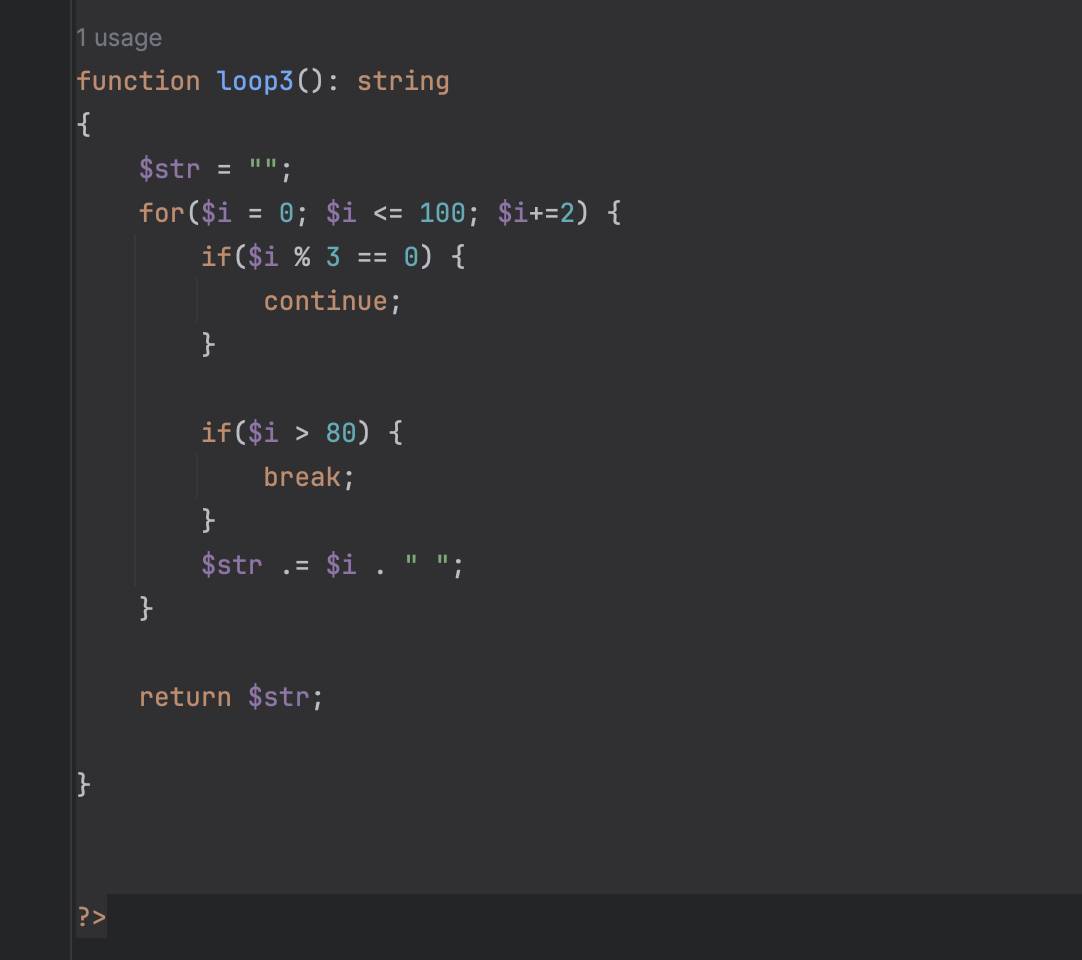 1 usage
function loop3(): string
{
    $str = "";
    for($i = 0; $i <= 100; $i+=2) {
        if($i % 3 == 0) {
            continue;
        }

        if($i > 80) {
            break;
        }
        $str .= $i . " ";
    }

    return $str;

}

?>